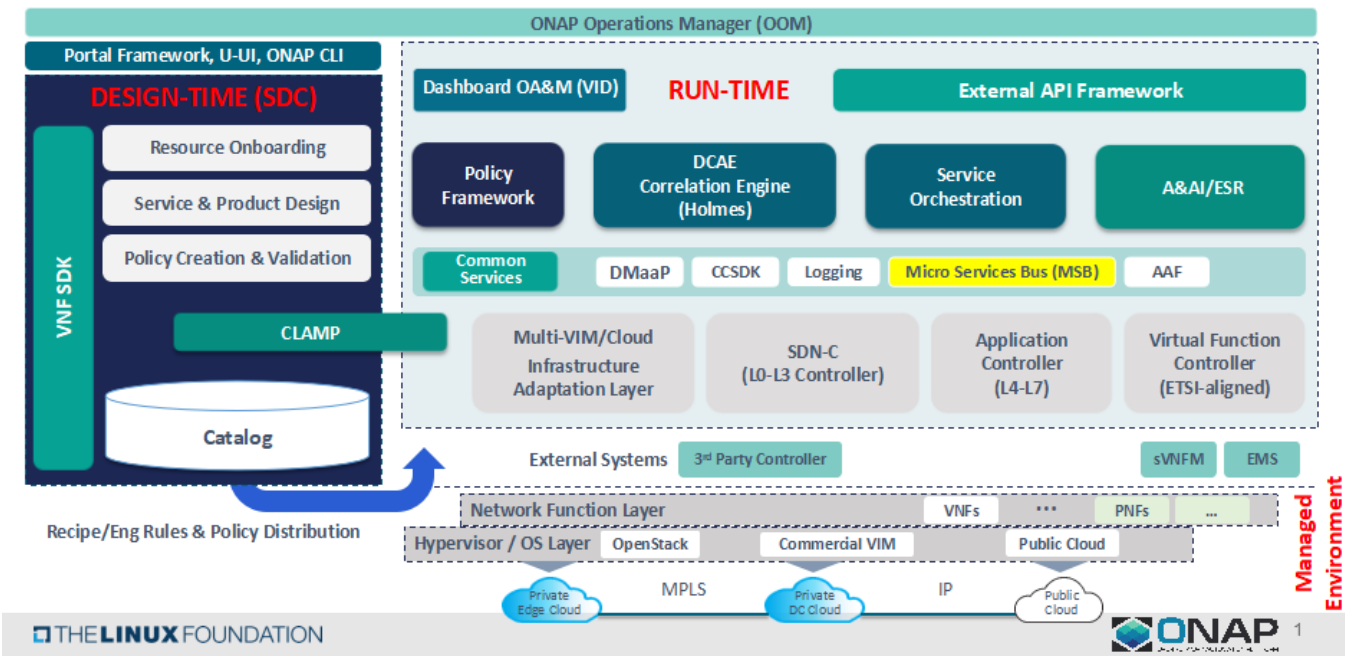 ONAP Operations Manager (OOM)
Portal Framework, U-UI, ONAP CLI
DESIGN-TIME (SDC)
VNF SDK
Resource Onboarding
Service & Product Design
Policy Creation & Validation
CLAMP
Catalog
Recipe/Eng Rules & Policy Distribution
Dashboard OA&M (VID)
RUN-TIME
External API Framework
Policy
Framework
DCAE
Correlation Engine
(Holmes)
Service
Orchestration
A&AI/ESR
Common
Services
DMaaP
CCSDK
Logging
Micro Services Bus (MSB)
AAF
Multi-VIM/Cloud
Infrastructure
Adaptation Layer
SDN-C
(L0-L3 Controller)
Application
Controller
(L4-L7)
Virtual Function
Controller
(ETSI-aligned)
External Systems
3rd Party Controller
sVNFM
EMS
Network Function Layer
VNFs
...
PNFs
...
Hypervisor / OS Layer
OpenStack
Commercial VIM
Public Cloud
Private
Edge Cloud
MPLS
Private
DC Cloud
IP
Public
Cloud
Managed
Environment
THE LINUX FOUNDATION
ONAP
1